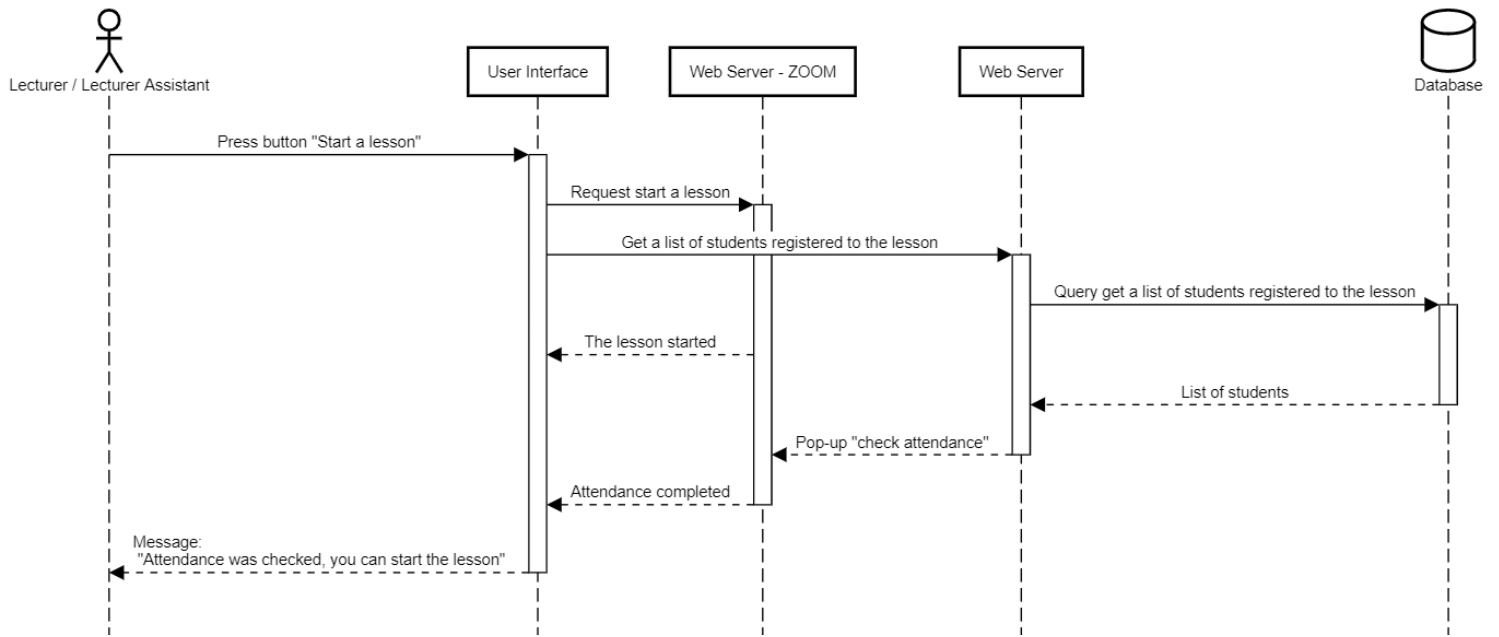 Lecturer / Lecturer Assistant
User Interface
Web Server - ZOOM
Web Server
Database
Press button "Start a lesson"
Request start a lesson
Get a list of students registered to the lesson
Query get a list of students registered to the lesson
The lesson started
List of students
Pop-up "check attendance"
Attendance completed
Message:
"Attendance was checked, you can start the lesson"